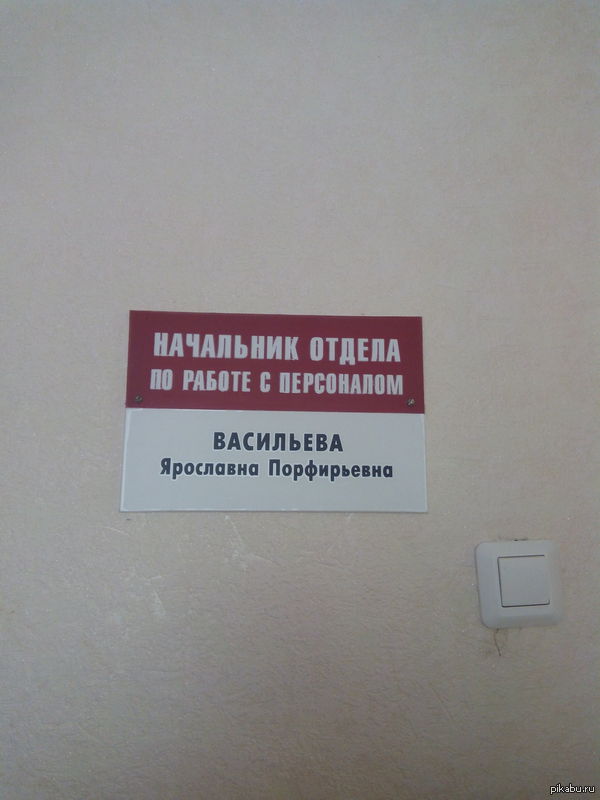 НАЧАЛЬНИК ОТДЕЛА
ПО РАБОТЕ С ПЕРСОНАЛОМ
ВАСИЛЬЕВА
Ярославна Порфирьевна
pikabu.ru